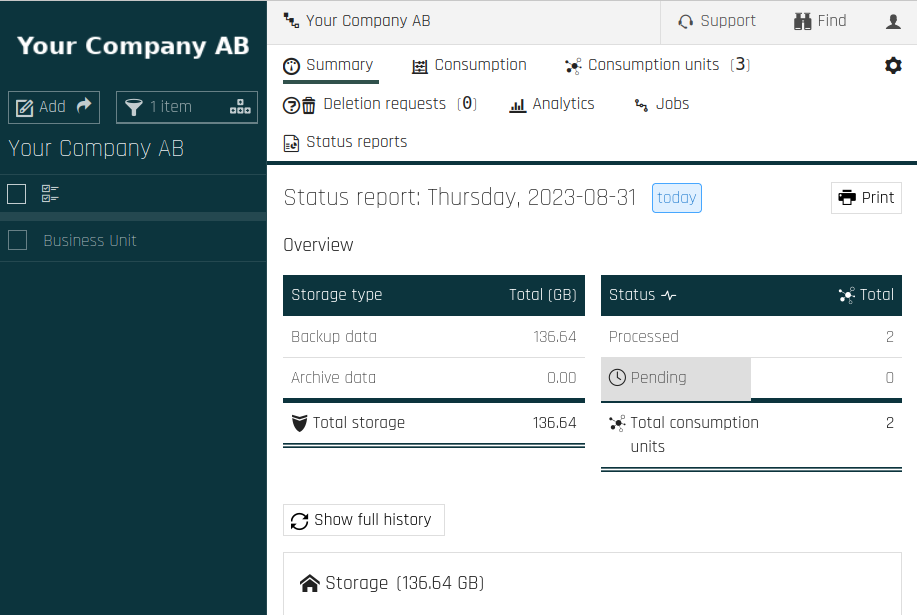 Your Company AB
Add
1 item
Your Company AB
Business Unit
Your Company AB
Support
Find
Summary
Consumption
Consumption units (3)
Deletion requests (0)
Analytics
Jobs
Status reports
Status report: Thursday, 2023-08-31 today
Print
Overview
Storage type Total (GB)
Backup data 136.64
Archive data 0.00
Total storage 136.64
Status Total
Processed 2
Pending 0
Total consumption 2
units
Show full history
Storage (136.64 GB)